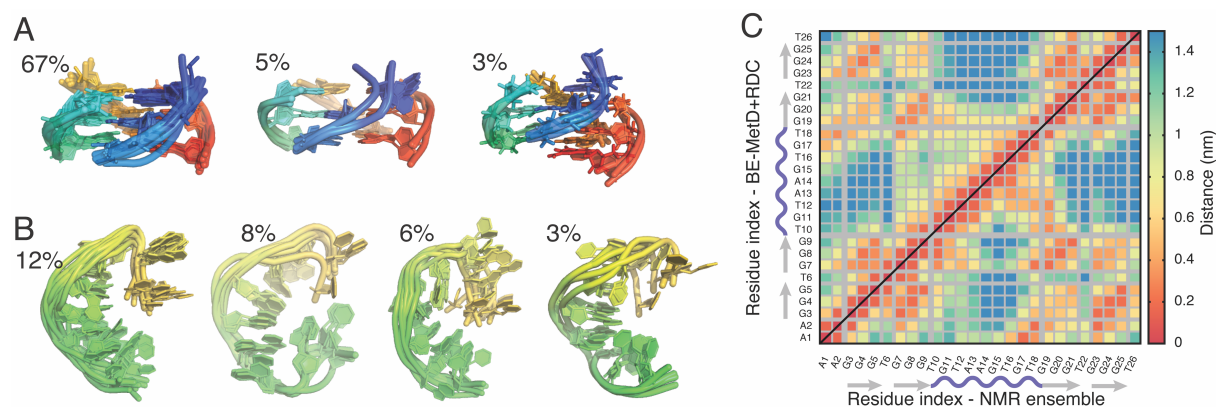 A
67%
5%
3%
B
12%
8%
6%
3%
C
Residue index - BE-MetD+RDC
T26
G25
G24
G23
T22
G21
G20
G19
T18
G17
T16
G15
A14
A13
T12
G11
T10
G9
G8
G7
T6
G5
G4
G3
A2
A1
A1 A2 G3 G4 G5 T6 G7 G8 G9 T10 G11 T12 A13 A14 G15 T16 G17 T18 G19 G20 G21 T22 G23 G24 G25 T26
Residue index - NMR ensemble
1.4
1.2
1
0.8
0.6
0.4
0.2
0
Distance (nm)